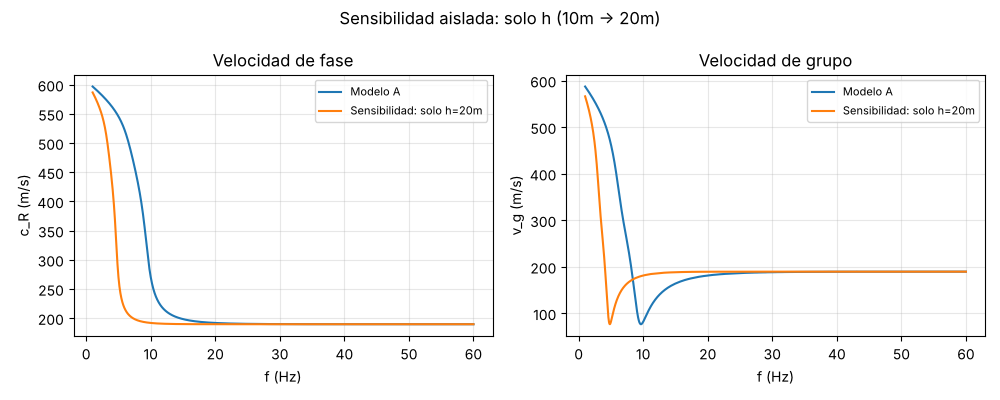 Sensibilidad aislada: solo h (10m → 20m)
Velocidad de fase
600
550
500
450
400
350
300
250
200
c_R (m/s)
0 10 20 30 40 50 60
f (Hz)
Modelo A
Sensibilidad: solo h=20m
Velocidad de grupo
600
500
400
300
200
100
v_g (m/s)
0 10 20 30 40 50 60
f (Hz)
Modelo A
Sensibilidad: solo h=20m